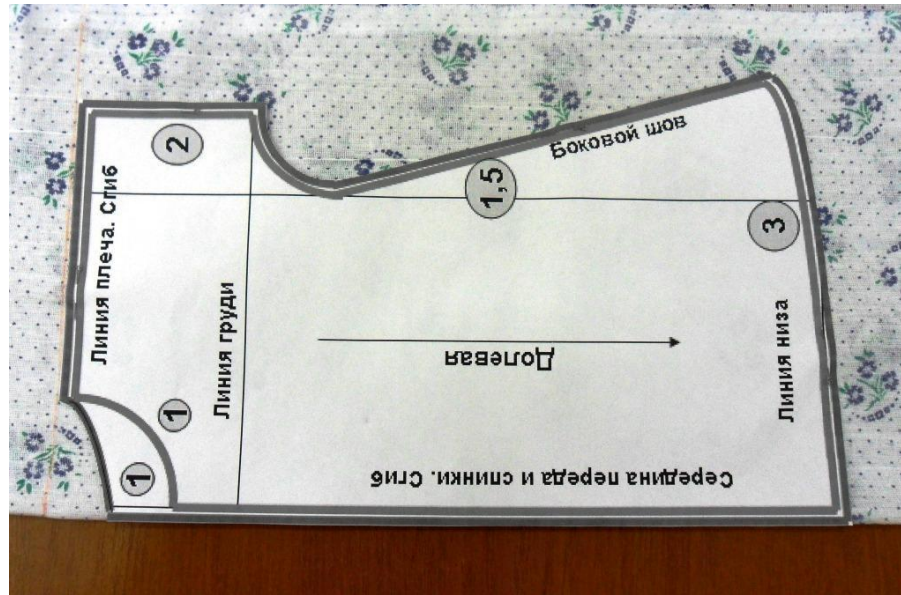 Линия плеча. Сгиб
2
Линия груди
1
1
1,5
Боковой шов
3
Долевая
Линия низа
Середина переда и спинки. Сгиб